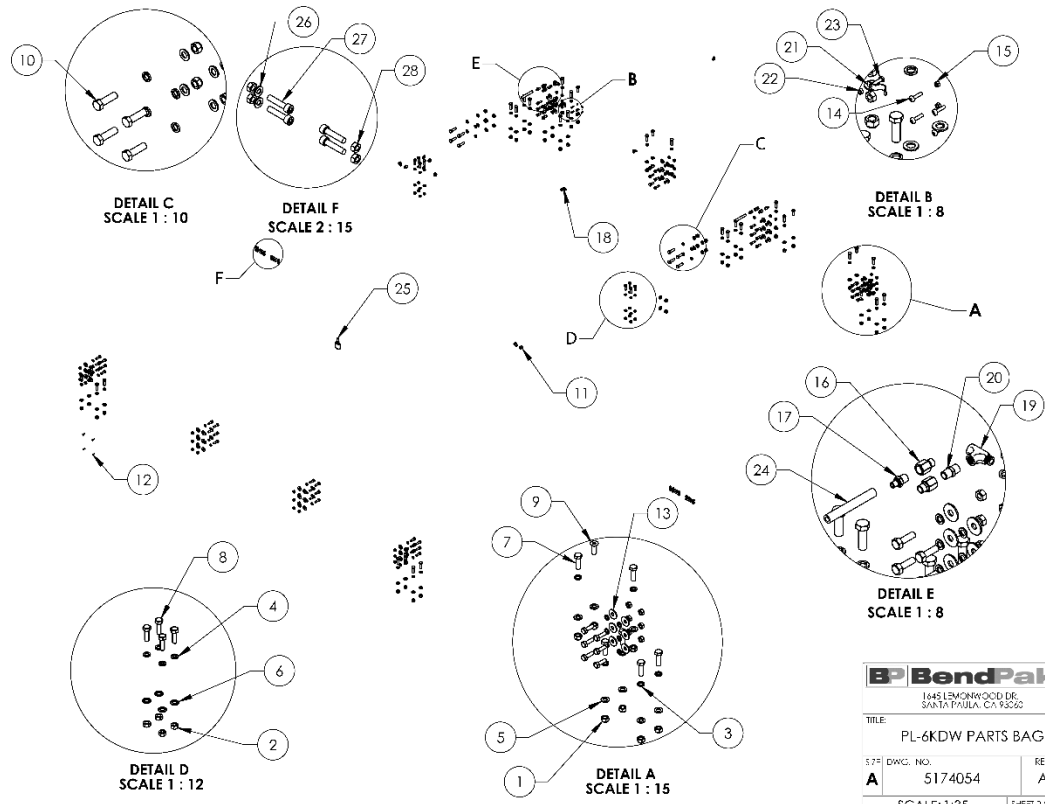 10
26
27
28
E
B
21
23
22
14
15
DETAIL C
SCALE 1 : 10
DETAIL F
SCALE 2 : 15
DETAIL B
SCALE 1 : 8
C
18
F
25
D
A
11
12
16
20
17
19
24
DETAIL E
SCALE 1 : 8
9
7
13
8
4
6
2
5
3
1
DETAIL D
SCALE 1 : 12
DETAIL A
SCALE 1 : 15
BP BendPak
1645 LEMONWOOD DR.
SANTA PAULA, CA 93060
TITLE:
PL-6KDW PARTS BAG
SIZE DWG. NO.
A 5174054 A
SCALE: 1:35